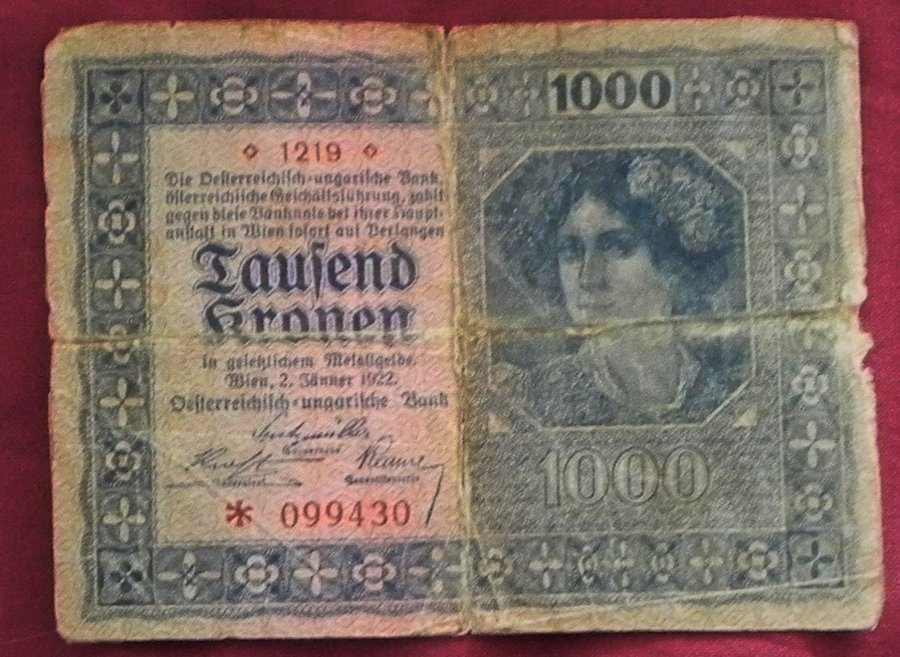 1000
◇ 1219 ◇
Die Oesterreichisch-ungarische Bank,
österreichische Geschäftsführung, zahlt
gegen diese Banknote bei ihrer Haupt-
anstalt in Wien sofort auf Verlangen
Tausend
Kronen
in gesetzlichem Metallgelde.
Wien, 2. Jänner 1922.
Oesterreichisch-ungarische Bank
* 099430
1000